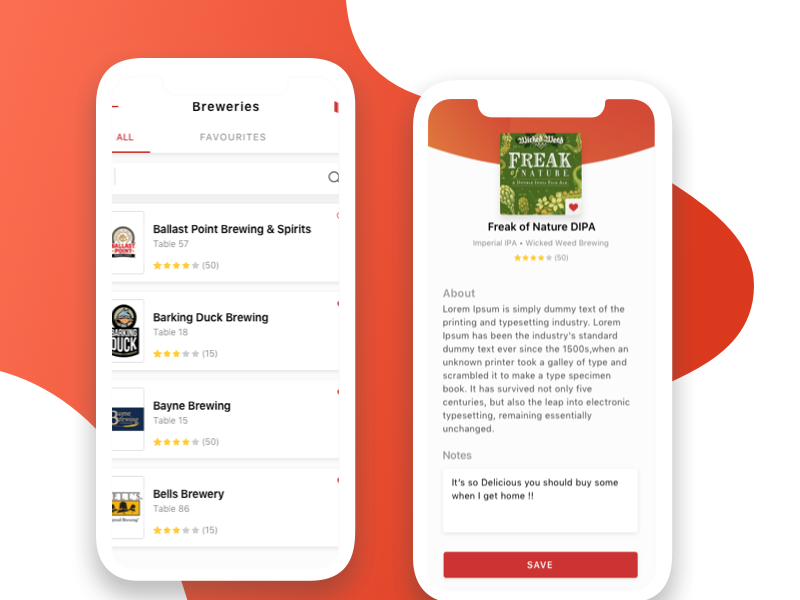 Breweries
ALL
FAVOURITES
Ballast Point Brewing & Spirits
Table 57
(50)
BALLAST
POINT
Barking Duck Brewing
Table 18
(15)
BARKING
DUCK
Bayne Brewing
Table 15
(50)
Bayne
Brewing
Bells Brewery
Table 86
(15)
Wicked Weed
FREAK
of NATURE
A Double India Pale Ale
Freak of Nature DIPA
Imperial IPA • Wicked Weed Brewing
(50)
About
Lorem Ipsum is simply dummy text of the
printing and typesetting industry. Lorem
Ipsum has been the industry's standard
dummy text ever since the 1500s,when an
unknown printer took a galley of type and
scrambled it to make a type specimen
book. It has survived not only five
centuries, but also the leap into electronic
typesetting, remaining essentially
unchanged.
Notes
It's so Delicious you should buy some
when I get home !!
SAVE